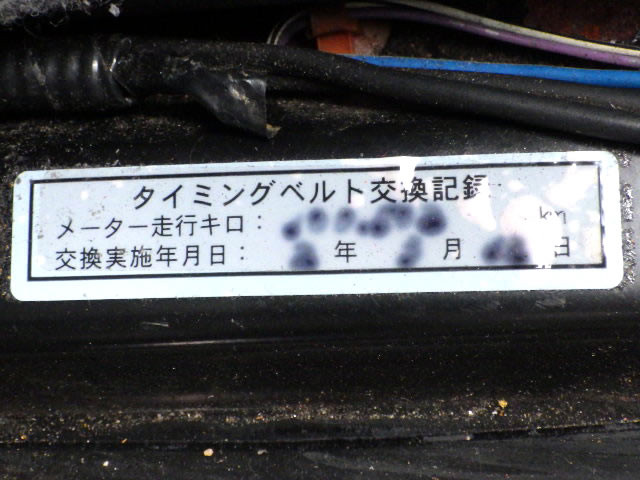 タイミングベルト交換記録
メーター走行キロ： km
交換実施年月日： 年 月 日